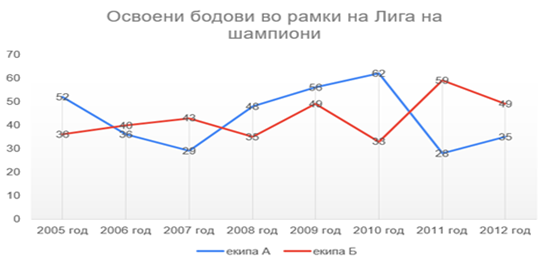 Освоени бодови во рамки на Лига на
шампиони
70
60
50
40
30
20
10
0
52 36 29 48 56 62 28 35
36 40 43 35 49 33 59 49
2005 год 2006 год 2007 год 2008 год 2009 год 2010 год 2011 год 2012 год
екипа А екипа Б